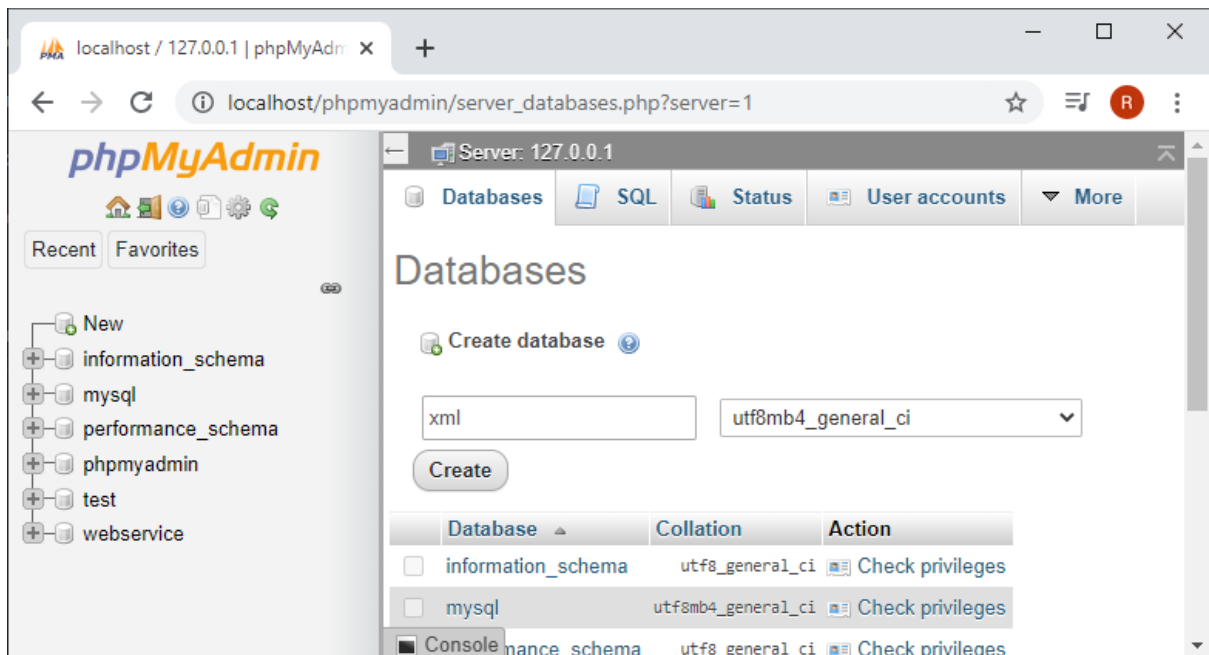 localhost / 127.0.0.1 | phpMyAdm
localhost/phpmyadmin/server_databases.php?server=1
R
phpMyAdmin
Recent Favorites
New
information_schema
mysql
performance_schema
phpmyadmin
test
webservice
Server: 127.0.0.1
Databases SQL Status User accounts More
Databases
Create database
xml utf8mb4_general_ci
Create
Database Collation Action
information_schema utf8_general_ci Check privileges
mysql utf8mb4_general_ci Check privileges
Console mance_schema utf8_general_ci Check privileges